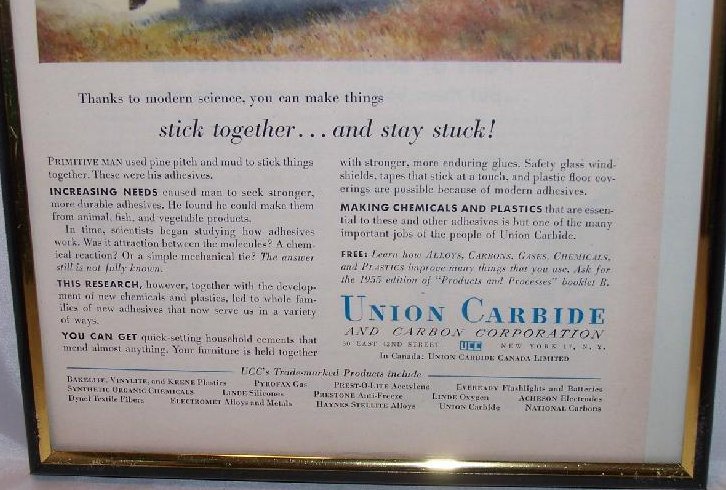 Thanks to modern science, you can make things
stick together... and stay stuck!
PRIMITIVE MAN used pine pitch and mud to stick things
together. These were his adhesives.
INCREASING NEEDS caused man to seek stronger,
more durable adhesives. He found he could make them
from animal, fish, and vegetable products.
In time, scientists began studying how adhesives
work. Was it attraction between the molecules? A chem-
ical reaction? Or a simple mechanical tie? The answer
still is not fully known.
THIS RESEARCH, however, together with the develop-
ment of new chemicals and plastics, led to whole fam-
ilies of new adhesives that now serve us in a variety
of ways.
YOU CAN GET quick-setting household cements that
mend almost anything. Your furniture is held together
with stronger, more enduring glues. Safety glass wind-
shields, tapes that stick at a touch, and plastic floor cov-
erings are possible because of modern adhesives.
MAKING CHEMICALS AND PLASTICS that are essen-
tial to these and other adhesives is but one of the many
important jobs of the people of Union Carbide.
FREE: Learn how ALLOYS, CARBONS, GASES, CHEMICALS,
and PLASTICS improve many things that you use. Ask for
the 1955 edition of "Products and Processes" booklet B.
UNION CARBIDE
AND CARBON CORPORATION
30 EAST 42ND STREET UCC NEW YORK 17, N. Y.
In Canada: UNION CARBIDE CANADA LIMITED
UCC's Trade-marked Products include
BAKELITE, VINYLITE, and KRENE Plastics PYROFAX Gas PREST-O-LITE Acetylene EVEREADY Flashlights and Batteries
SYNTHETIC ORGANIC CHEMICALS LINDE Silicones PRESTONE Anti-Freeze LINDE Oxygen ACHESON Electrodes
Dynel Textile Fibers ELECTROMET Alloys and Metals HAYNES STELLITE Alloys UNION Carbide NATIONAL Carbons